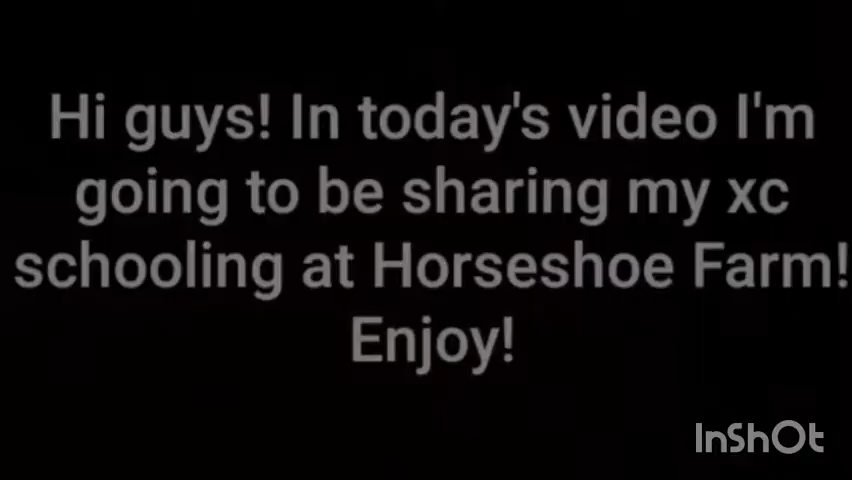 Hi guys! In today's video I'm
going to be sharing my xc
schooling at Horseshoe Farm!
Enjoy!
InShOt